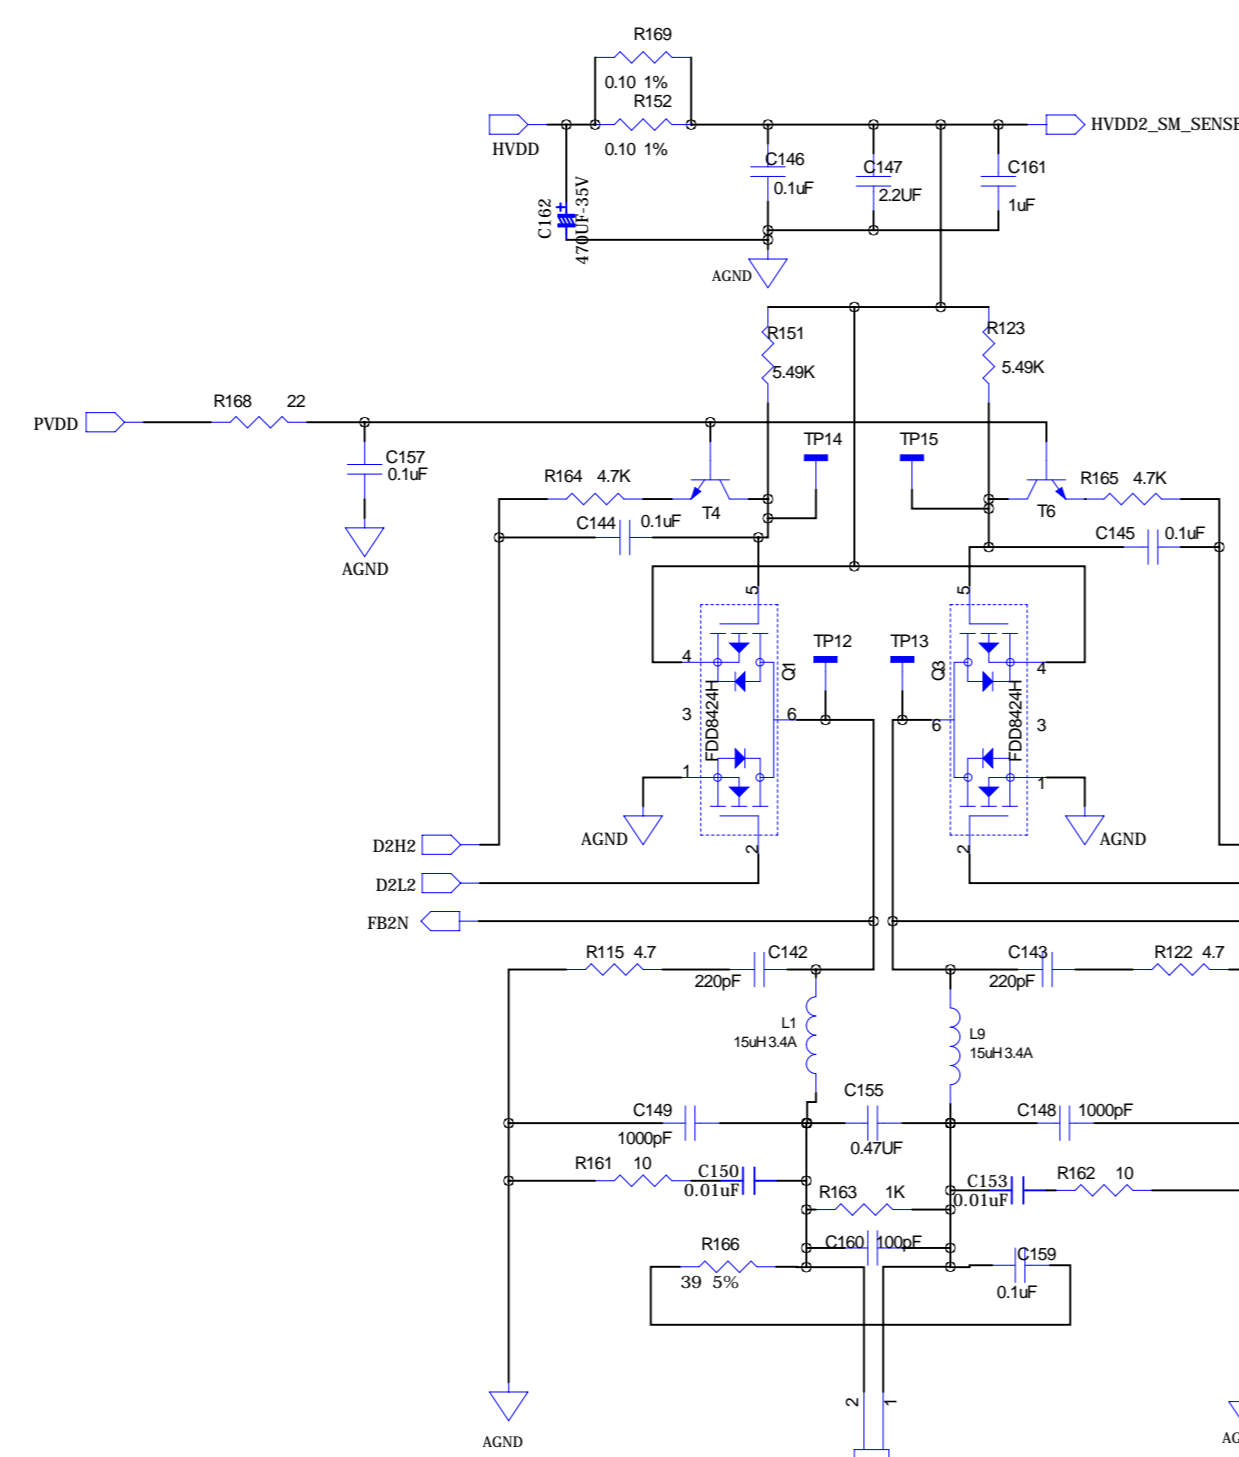 R169
0.10 1%
R152
HVDD
0.10 1%
HVDD2_SM_SENSE
C146
0.1uF
C147
2.2UF
C161
1uF
C162
470UF-35V
AGND
R151
5.49K
R123
5.49K
PVDD
R168 22
C157
0.1uF
AGND
TP14
TP15
R164 4.7K
T4
R165 4.7K
T6
C144 0.1uF
C145 0.1uF
5
5
TP12
TP13
4
Q1
FDD8424H
3
6
1
2
Q3
4
FDD8424H
6
3
1
2
AGND
AGND
D2H2
D2L2
FB2N
R115 4.7
C142
220pF
C143
220pF
R122 4.7
L1
15uH 3.4A
L9
15uH 3.4A
C149
1000pF
C155
0.47UF
C148 1000pF
R161 10
C150
0.01uF
C153
0.01uF
R162 10
R163 1K
C160 100pF
R166
39 5%
C159
0.1uF
2
1
AGND
AG